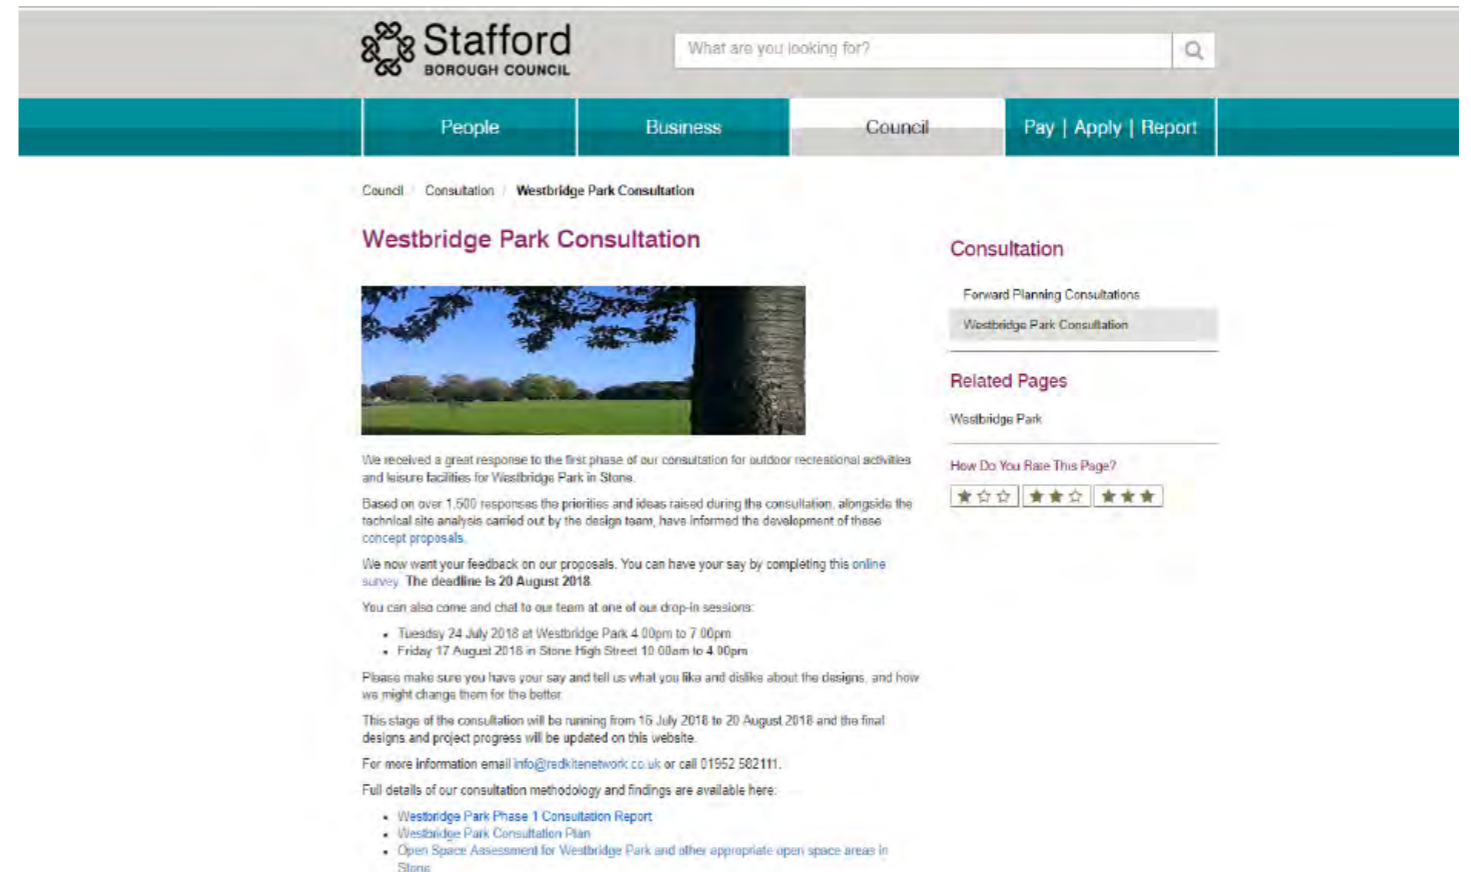 Stafford
BOROUGH COUNCIL
What are you looking for?
People
Business
Council
Pay | Apply | Report
Council / Consultation / Westbridge Park Consultation
Westbridge Park Consultation
We received a great response to the first phase of our consultation for outdoor recreational activities
and leisure facilities for Westbridge Park in Stone.
Based on over 1,500 responses the priorities and ideas raised during the consultation, alongside the
technical site analysis carried out by the design team, have informed the development of these
concept proposals.
We now want your feedback on our proposals. You can have your say by completing this online
survey. The deadline is 20 August 2018.
You can also come and chat to our team at one of our drop-in sessions:
• Tuesday 24 July 2018 at Westbridge Park 4.00pm to 7.00pm
• Friday 17 August 2018 in Stone High Street 10.00am to 4.00pm
Please make sure you have your say and tell us what you like and dislike about the designs, and how
we might change them for the better.
This stage of the consultation will be running from 16 July 2018 to 20 August 2018 and the final
designs and project progress will be updated on this website.
For more information email info@redkitenetwork.co.uk or call 01952 582111.
Full details of our consultation methodology and findings are available here:
• Westbridge Park Phase 1 Consultation Report
• Westbridge Park Consultation Plan
• Open Space Assessment for Westbridge Park and other appropriate open space areas in
Stone
Consultation
Forward Planning Consultations
Westbridge Park Consultation
Related Pages
Westbridge Park
How Do You Rate This Page?